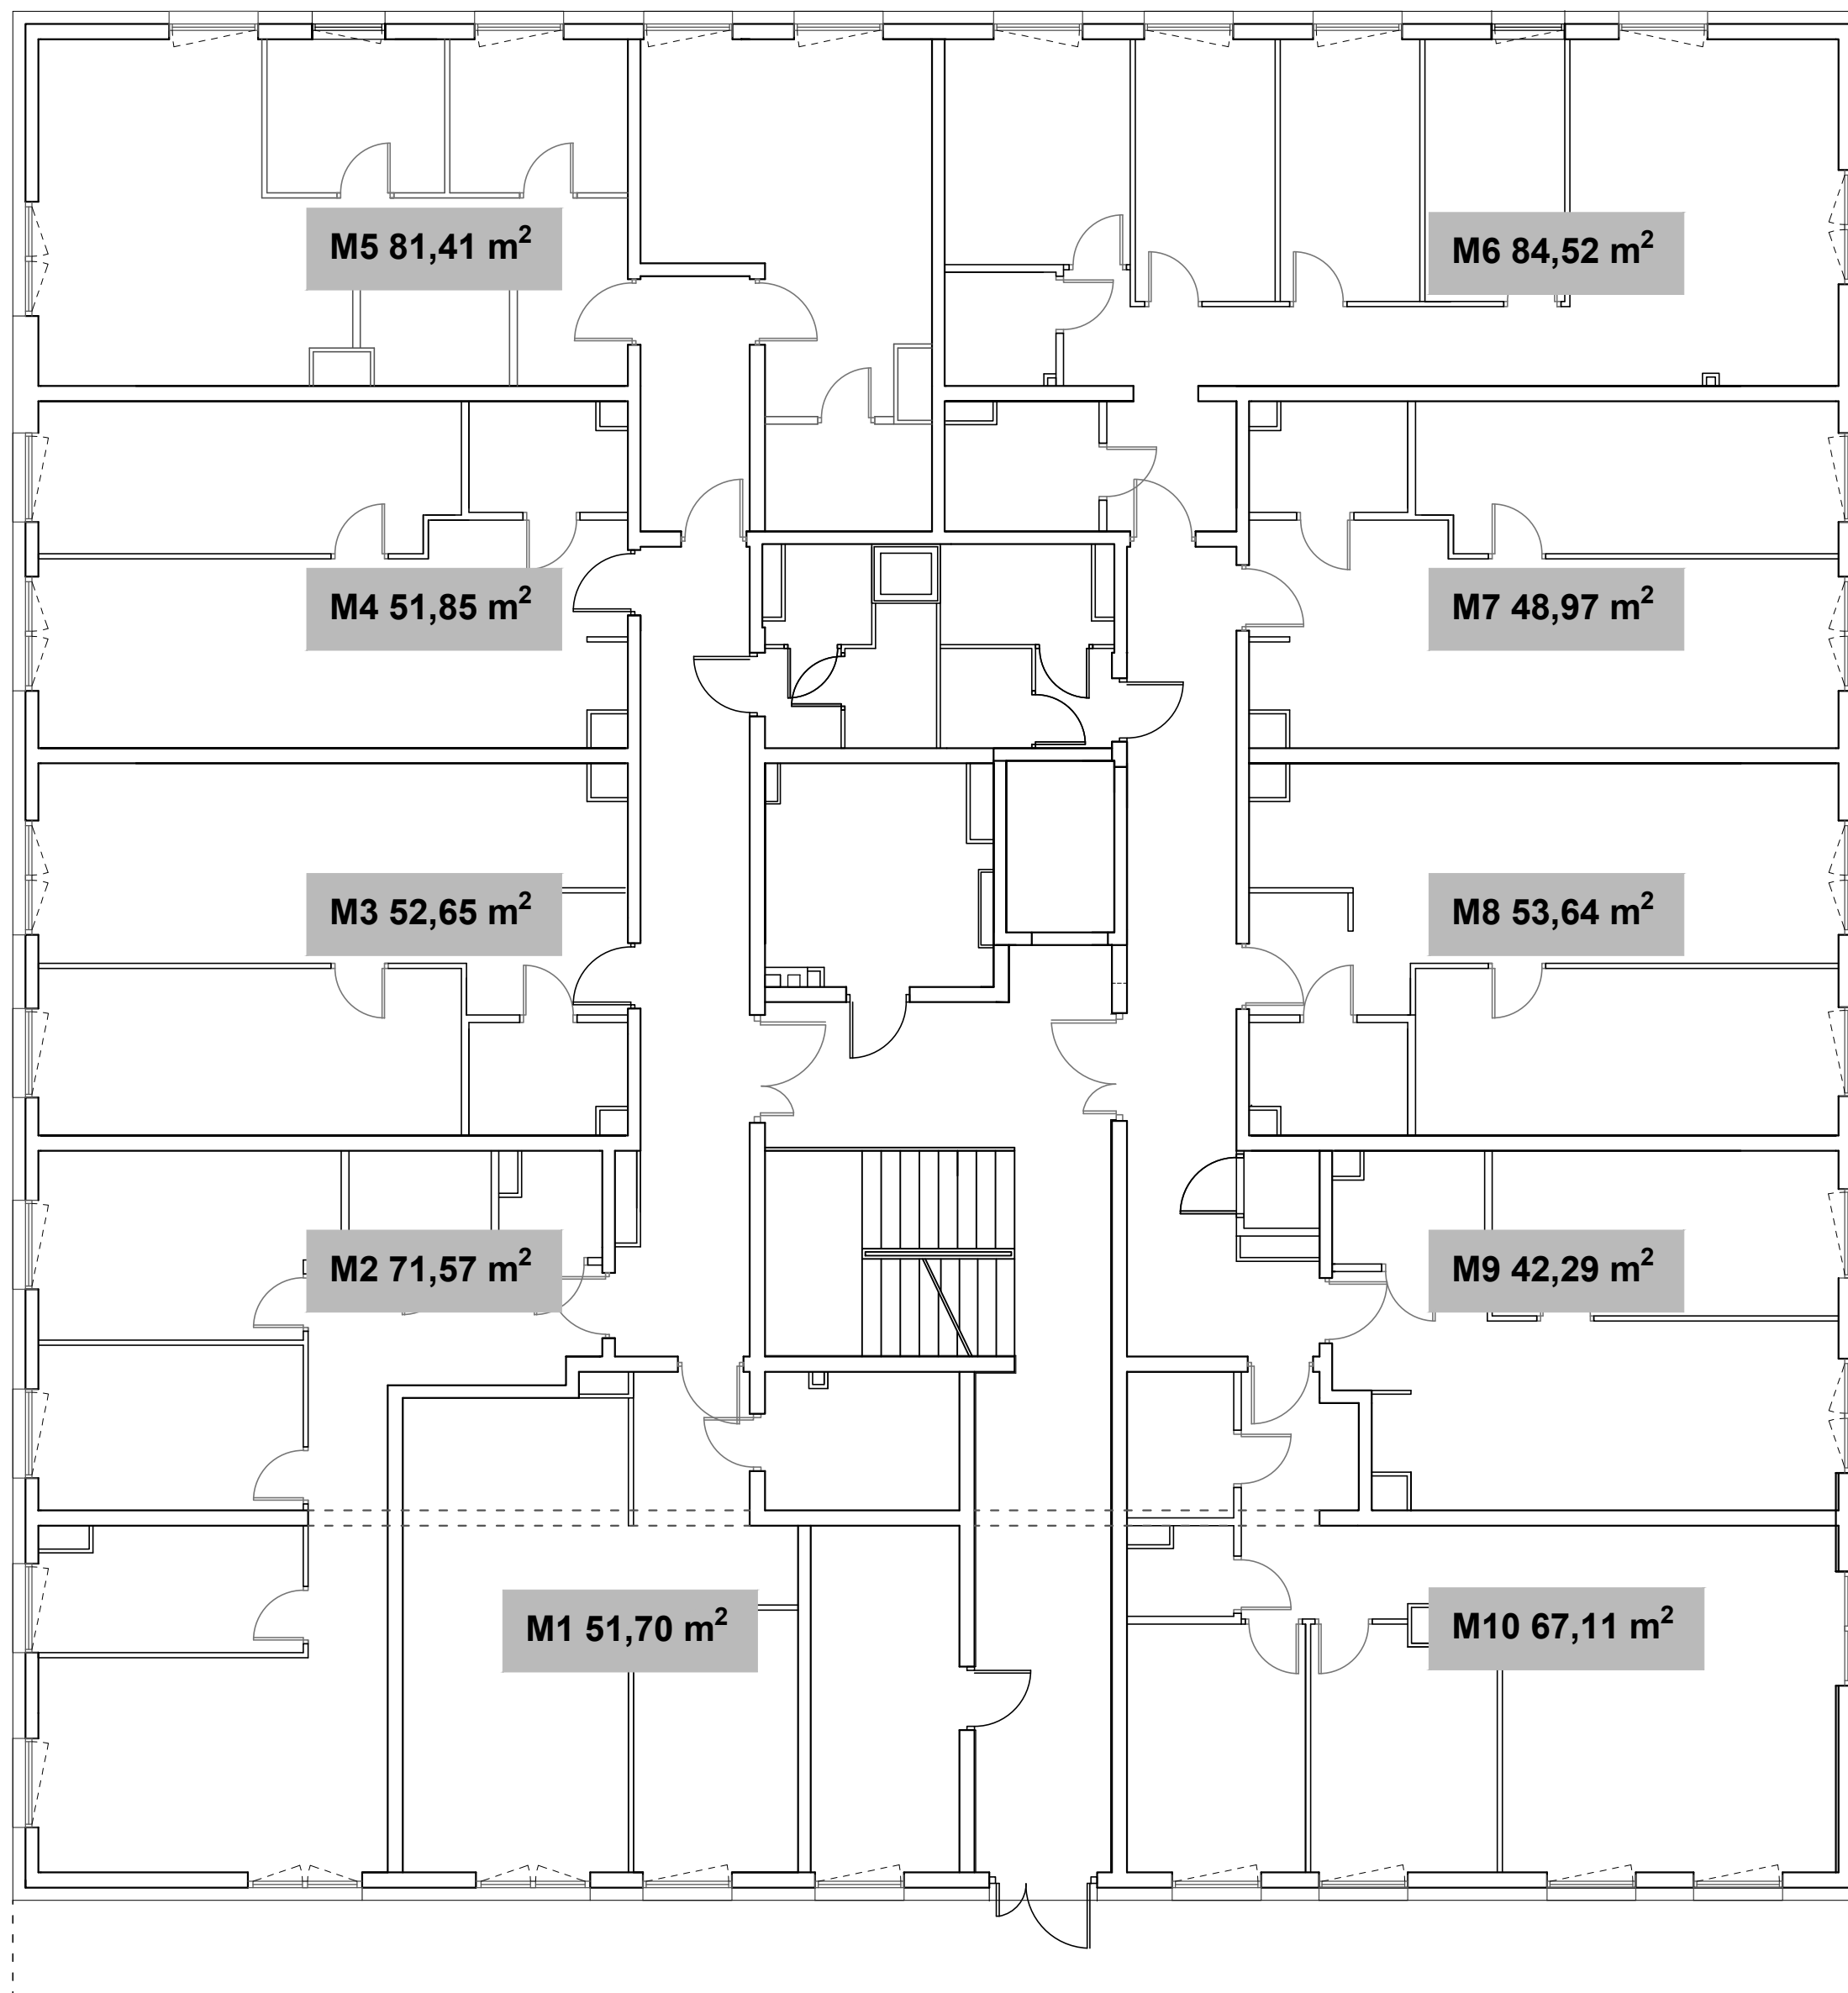 M5 81,41 m²
M6 84,52 m²
M4 51,85 m²
M7 48,97 m²
M3 52,65 m²
M8 53,64 m²
M2 71,57 m²
M9 42,29 m²
M1 51,70 m²
M10 67,11 m²